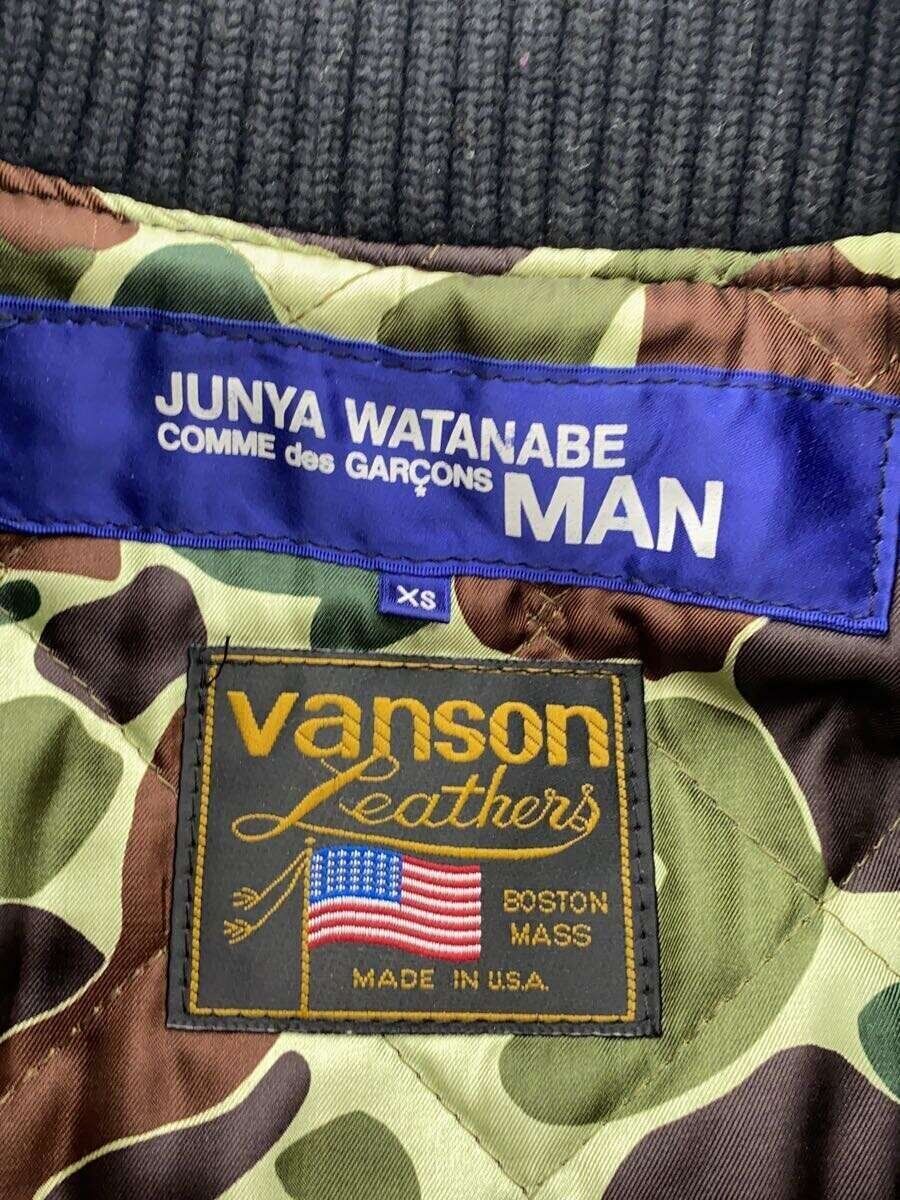 JUNYA WATANABE
COMME des GARÇONS
MAN
XS
vanson
Leathers
BOSTON
MASS
MADE IN U.S.A.